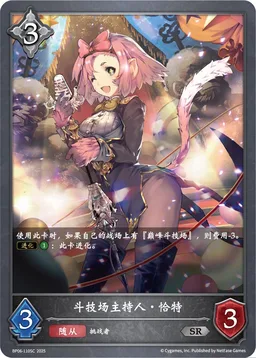 3
使用此卡时，如果自己的战场上有『巅峰斗技场』，则费用-3。
进化 3 ：此卡进化。
斗技场主持人·恰特
3
随从 挑战者 SR
3
© Cygames, Inc. Published by NetEase Games.